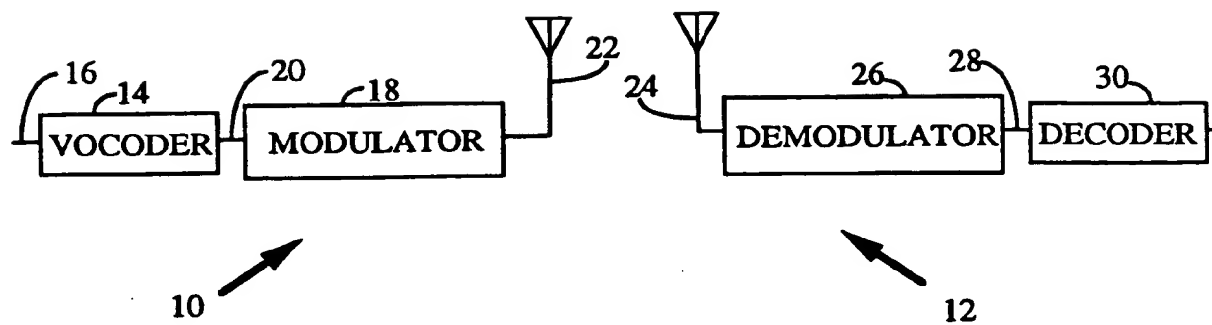 16
14
20
18
22
24
26
28
30
VOCODER
MODULATOR
DEMODULATOR
DECODER
10
12